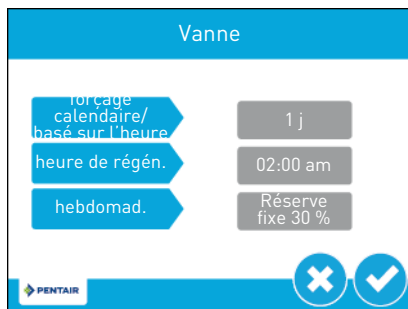 Vanne
forçage
calendaire/
basé sur l'heure
1 j
heure de régén.
02:00 am
hebdomad.
Réserve
fixe 30 %
PENTAIR